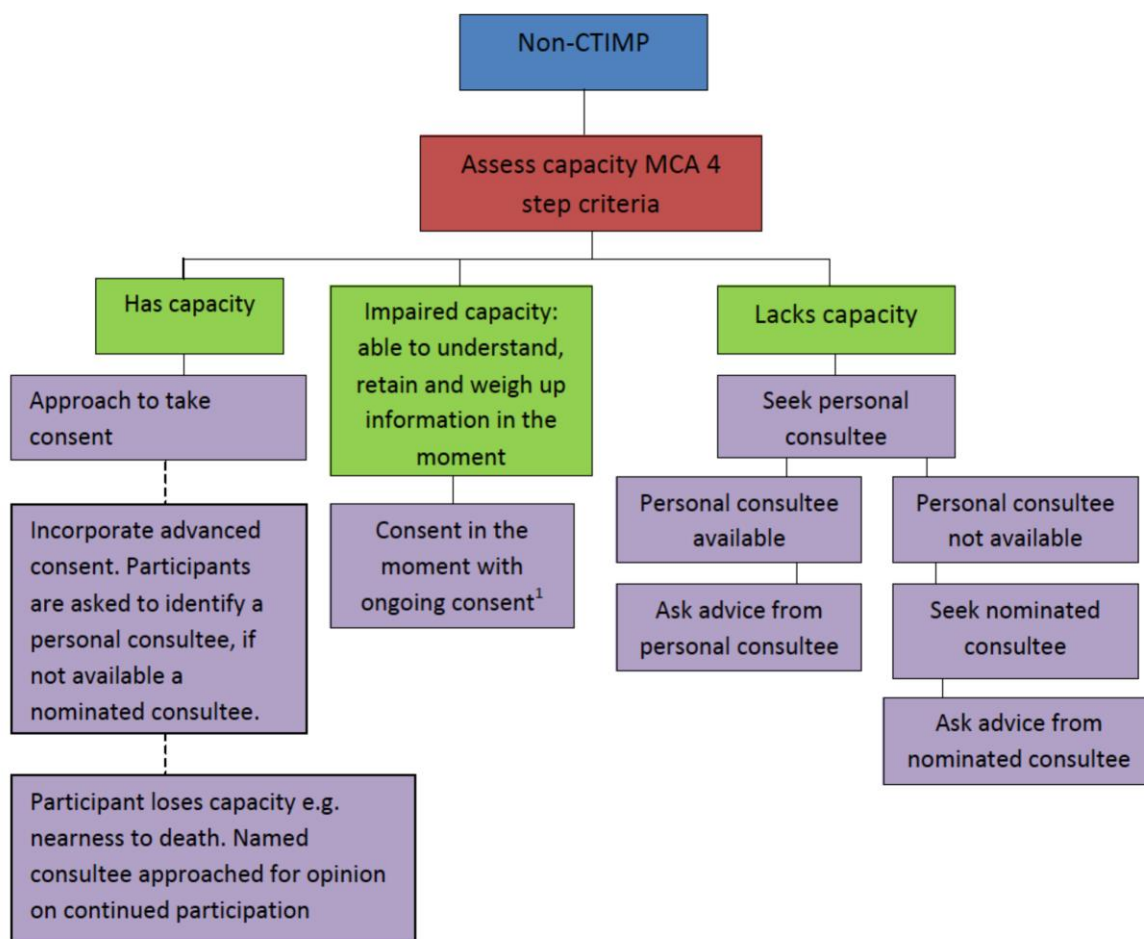 Non-CTIMP
Assess capacity MCA 4
step criteria
Has capacity
Approach to take
consent
Incorporate advanced
consent. Participants
are asked to identify a
personal consultee, if
not available a
nominated consultee.
Participant loses capacity e.g.
nearness to death. Named
consultee approached for opinion
on continued participation
Impaired capacity:
able to understand,
retain and weigh up
information in the
moment
Consent in the
moment with
ongoing consent¹
Lacks capacity
Seek personal
consultee
Personal consultee
available
Ask advice from
personal consultee
Personal consultee
not available
Seek nominated
consultee
Ask advice from
nominated consultee